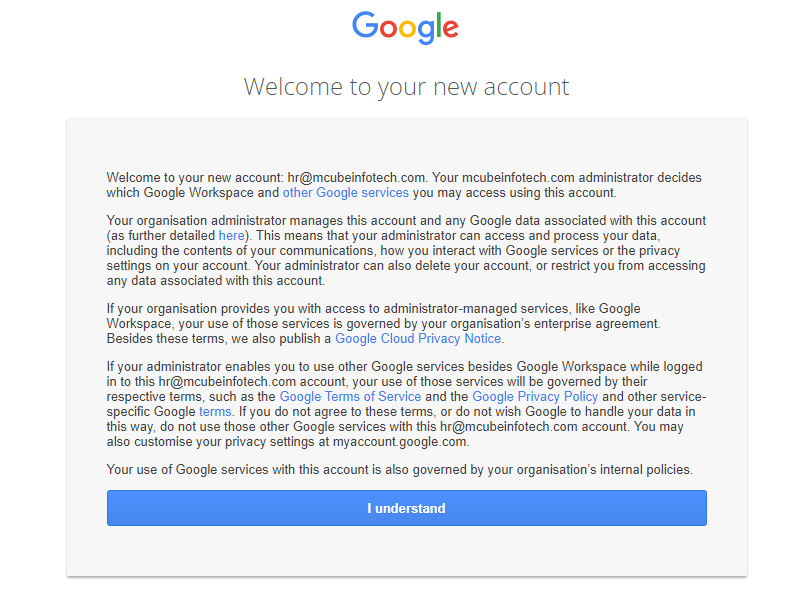 Google
Welcome to your new account
Welcome to your new account: hr@mcubeinfotech.com. Your mcubeinfotech.com administrator decides
which Google Workspace and other Google services you may access using this account.
Your organisation administrator manages this account and any Google data associated with this account
(as further detailed here). This means that your administrator can access and process your data,
including the contents of your communications, how you interact with Google services or the privacy
settings on your account. Your administrator can also delete your account, or restrict you from accessing
any data associated with this account.
If your organisation provides you with access to administrator-managed services, like Google
Workspace, your use of those services is governed by your organisation’s enterprise agreement.
Besides these terms, we also publish a Google Cloud Privacy Notice.
If your administrator enables you to use other Google services besides Google Workspace while logged
in to this hr@mcubeinfotech.com account, your use of those services will be governed by their
respective terms, such as the Google Terms of Service and the Google Privacy Policy and other service-
specific Google terms. If you do not agree to these terms, or do not wish Google to handle your data in
this way, do not use those other Google services with this hr@mcubeinfotech.com account. You may
also customise your privacy settings at myaccount.google.com.
Your use of Google services with this account is also governed by your organisation’s internal policies.
I understand